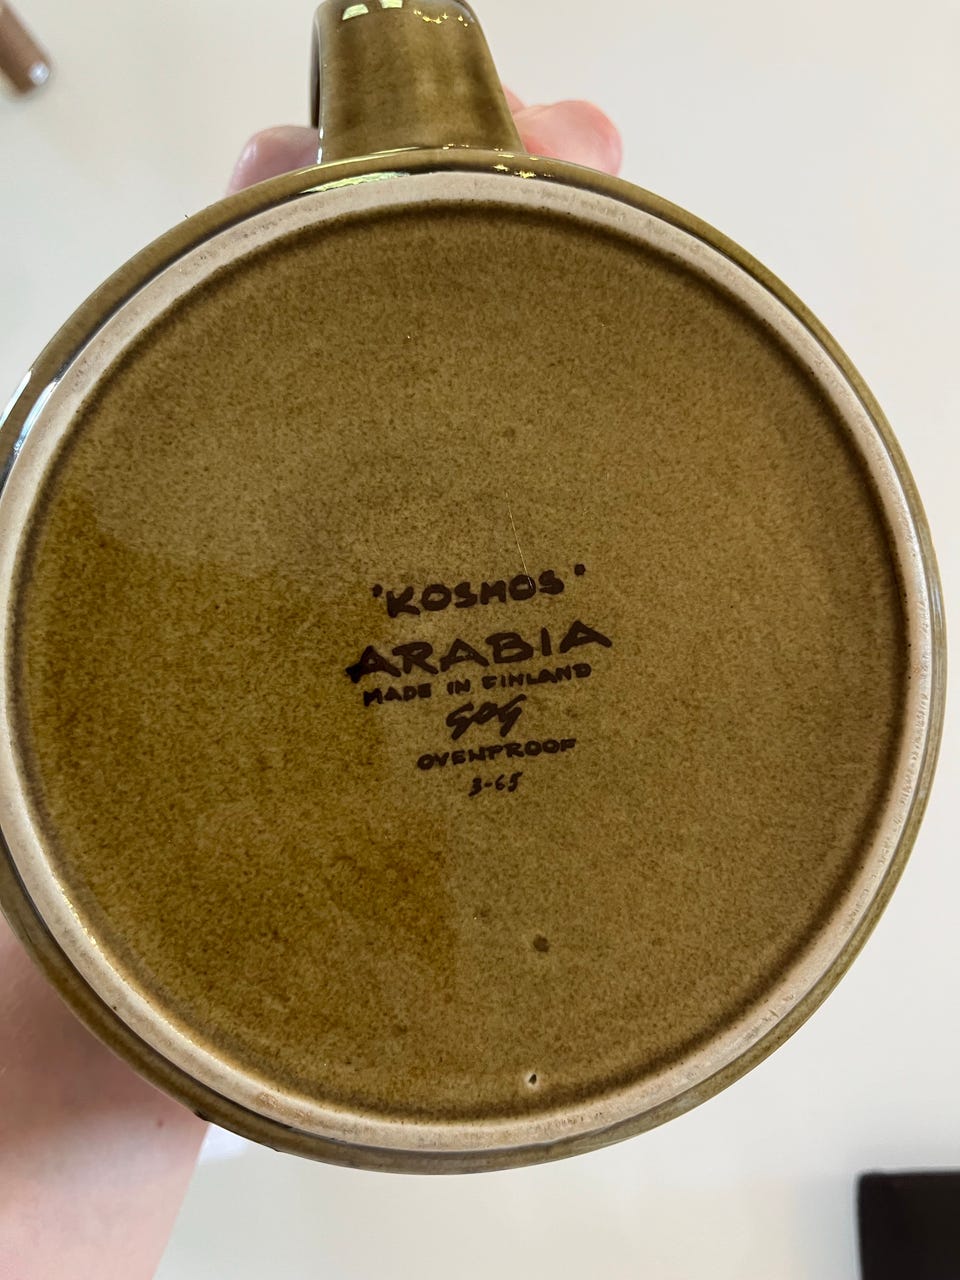 'KOSMOS'
ARABIA
MADE IN FINLAND
GOG
OVENPROOF
3-65